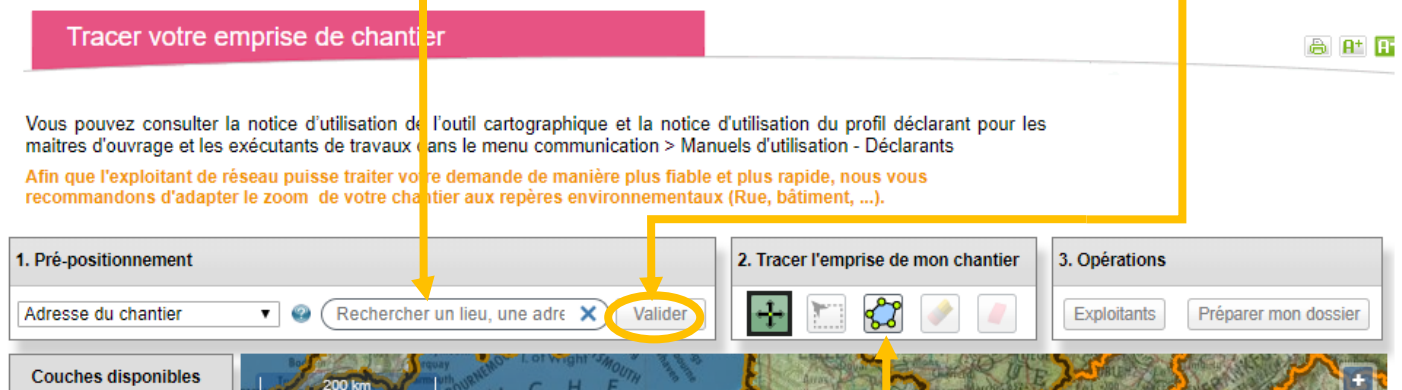 Tracer votre emprise de chantier
A+
Vous pouvez consulter la notice d'utilisation de l'outil cartographique et la notice d'utilisation du profil déclarant pour les
maitres d'ouvrage et les exécutants de travaux dans le menu communication > Manuels d'utilisation - Déclarants
Afin que l'exploitant de réseau puisse traiter votre demande de manière plus fiable et plus rapide, nous vous
recommandons d'adapter le zoom de votre chantier aux repères environnementaux (Rue, bâtiment, ...).
1. Pré-positionnement
2. Tracer l'emprise de mon chantier
3. Opérations
Adresse du chantier
Rechercher un lieu, une adre
Valider
Exploitants
Préparer mon dossier
Couches disponibles
200 km